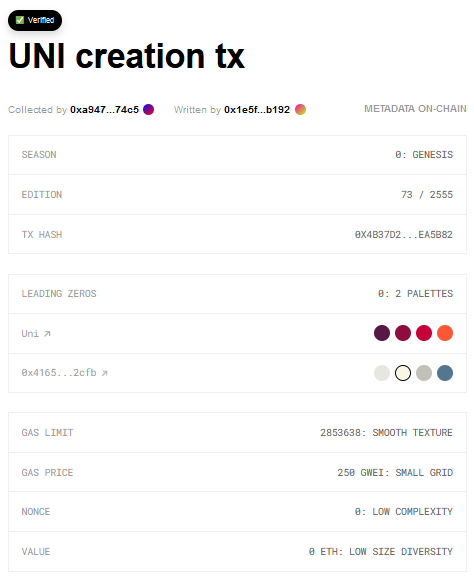 ✅ Verified
UNI creation tx
Collected by 0xa947...74c5 Written by 0x1e5f...b192 METADATA ON-CHAIN
SEASON 0: GENESIS
EDITION 73 / 2555
TX HASH 0X4B37D2...EA5B82
LEADING ZEROS 0: 2 PALETTES
Uni ↗
0x4165...2cfb ↗
GAS LIMIT 2853638: SMOOTH TEXTURE
GAS PRICE 250 GWEI: SMALL GRID
NONCE 0: LOW COMPLEXITY
VALUE 0 ETH: LOW SIZE DIVERSITY